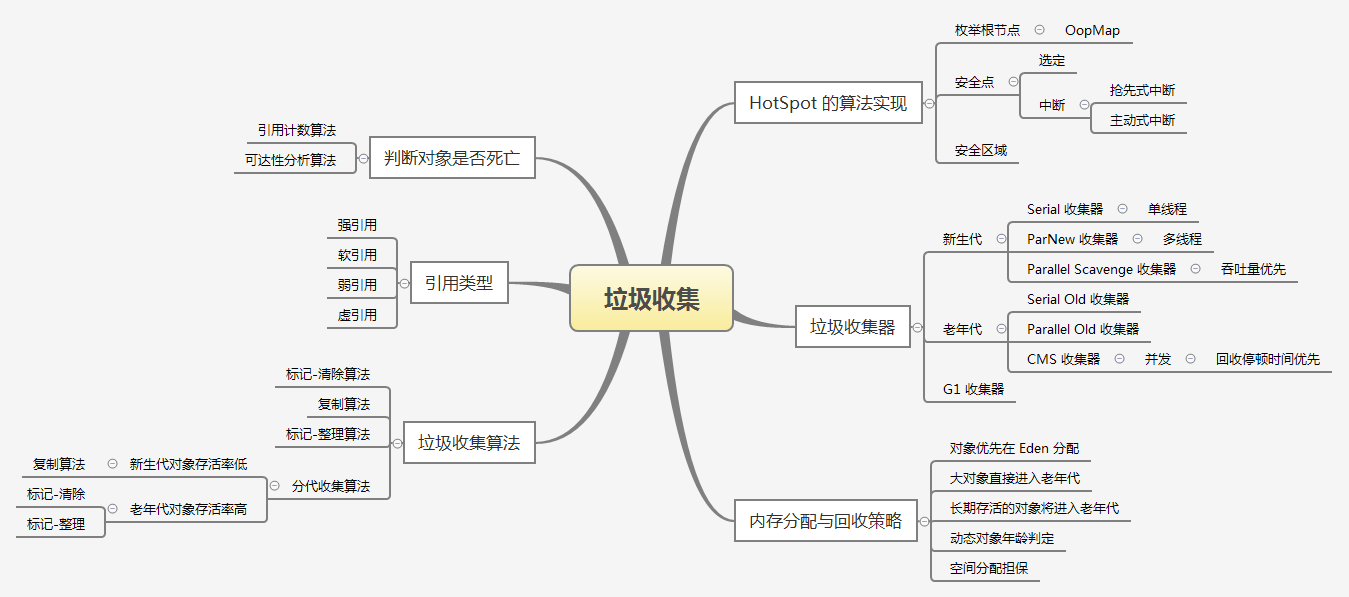 垃圾收集
判断对象是否死亡
引用计数算法
可达性分析算法
引用类型
强引用
软引用
弱引用
虚引用
垃圾收集算法
标记-清除算法
复制算法
标记-整理算法
分代收集算法
新生代对象存活率低
复制算法
老年代对象存活率高
标记-清除
标记-整理
HotSpot 的算法实现
枚举根节点
OopMap
安全点
选定
中断
抢先式中断
主动式中断
安全区域
垃圾收集器
新生代
Serial 收集器
单线程
ParNew 收集器
多线程
Parallel Scavenge 收集器
吞吐量优先
老年代
Serial Old 收集器
Parallel Old 收集器
CMS 收集器
并发
回收停顿时间优先
G1 收集器
内存分配与回收策略
对象优先在 Eden 分配
大对象直接进入老年代
长期存活的对象将进入老年代
动态对象年龄判定
空间分配担保